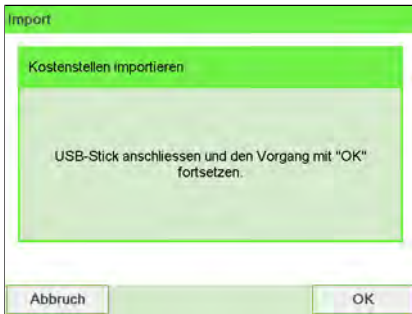 Import
Kostenstellen importieren
USB-Stick anschliessen und den Vorgang mit "OK"
fortsetzen.
Abbruch
OK